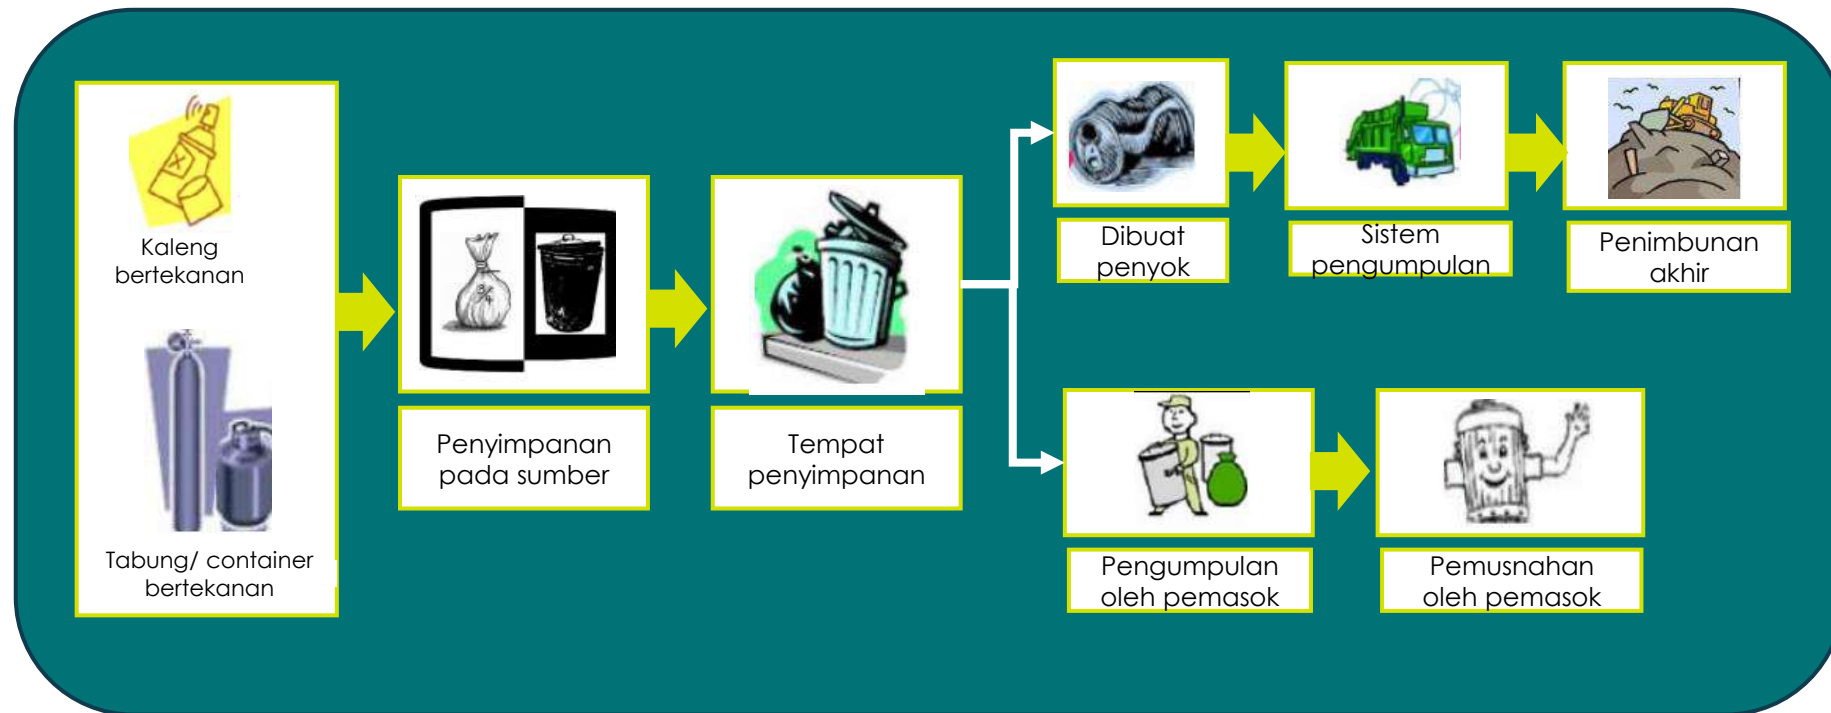 Kaleng
bertekanan
Tabung/ container
bertekanan
Penyimpanan
pada sumber
Tempat
penyimpanan
Dibuat
penyok
Sistem
pengumpulan
Penimbunan
akhir
Pengumpulan
oleh pemasok
Pemusnahan
oleh pemasok